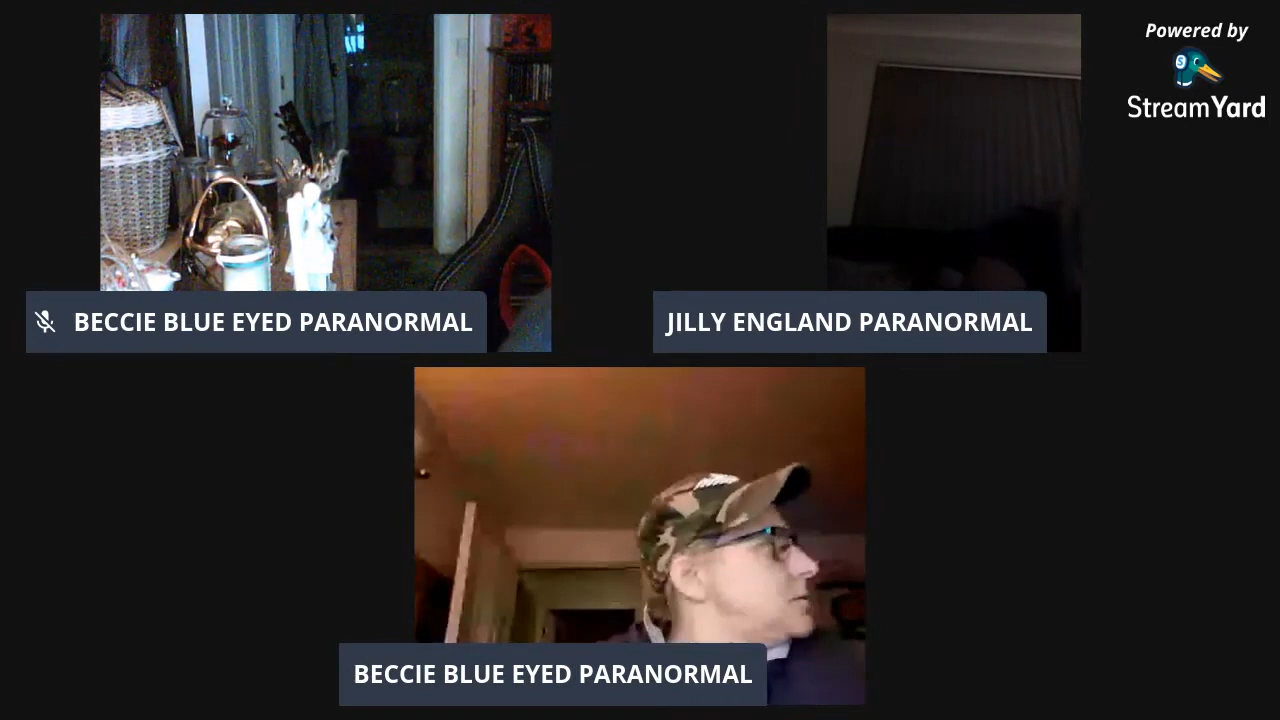 Powered by
StreamYard
BECCIE BLUE EYED PARANORMAL
JILLY ENGLAND PARANORMAL
BECCIE BLUE EYED PARANORMAL